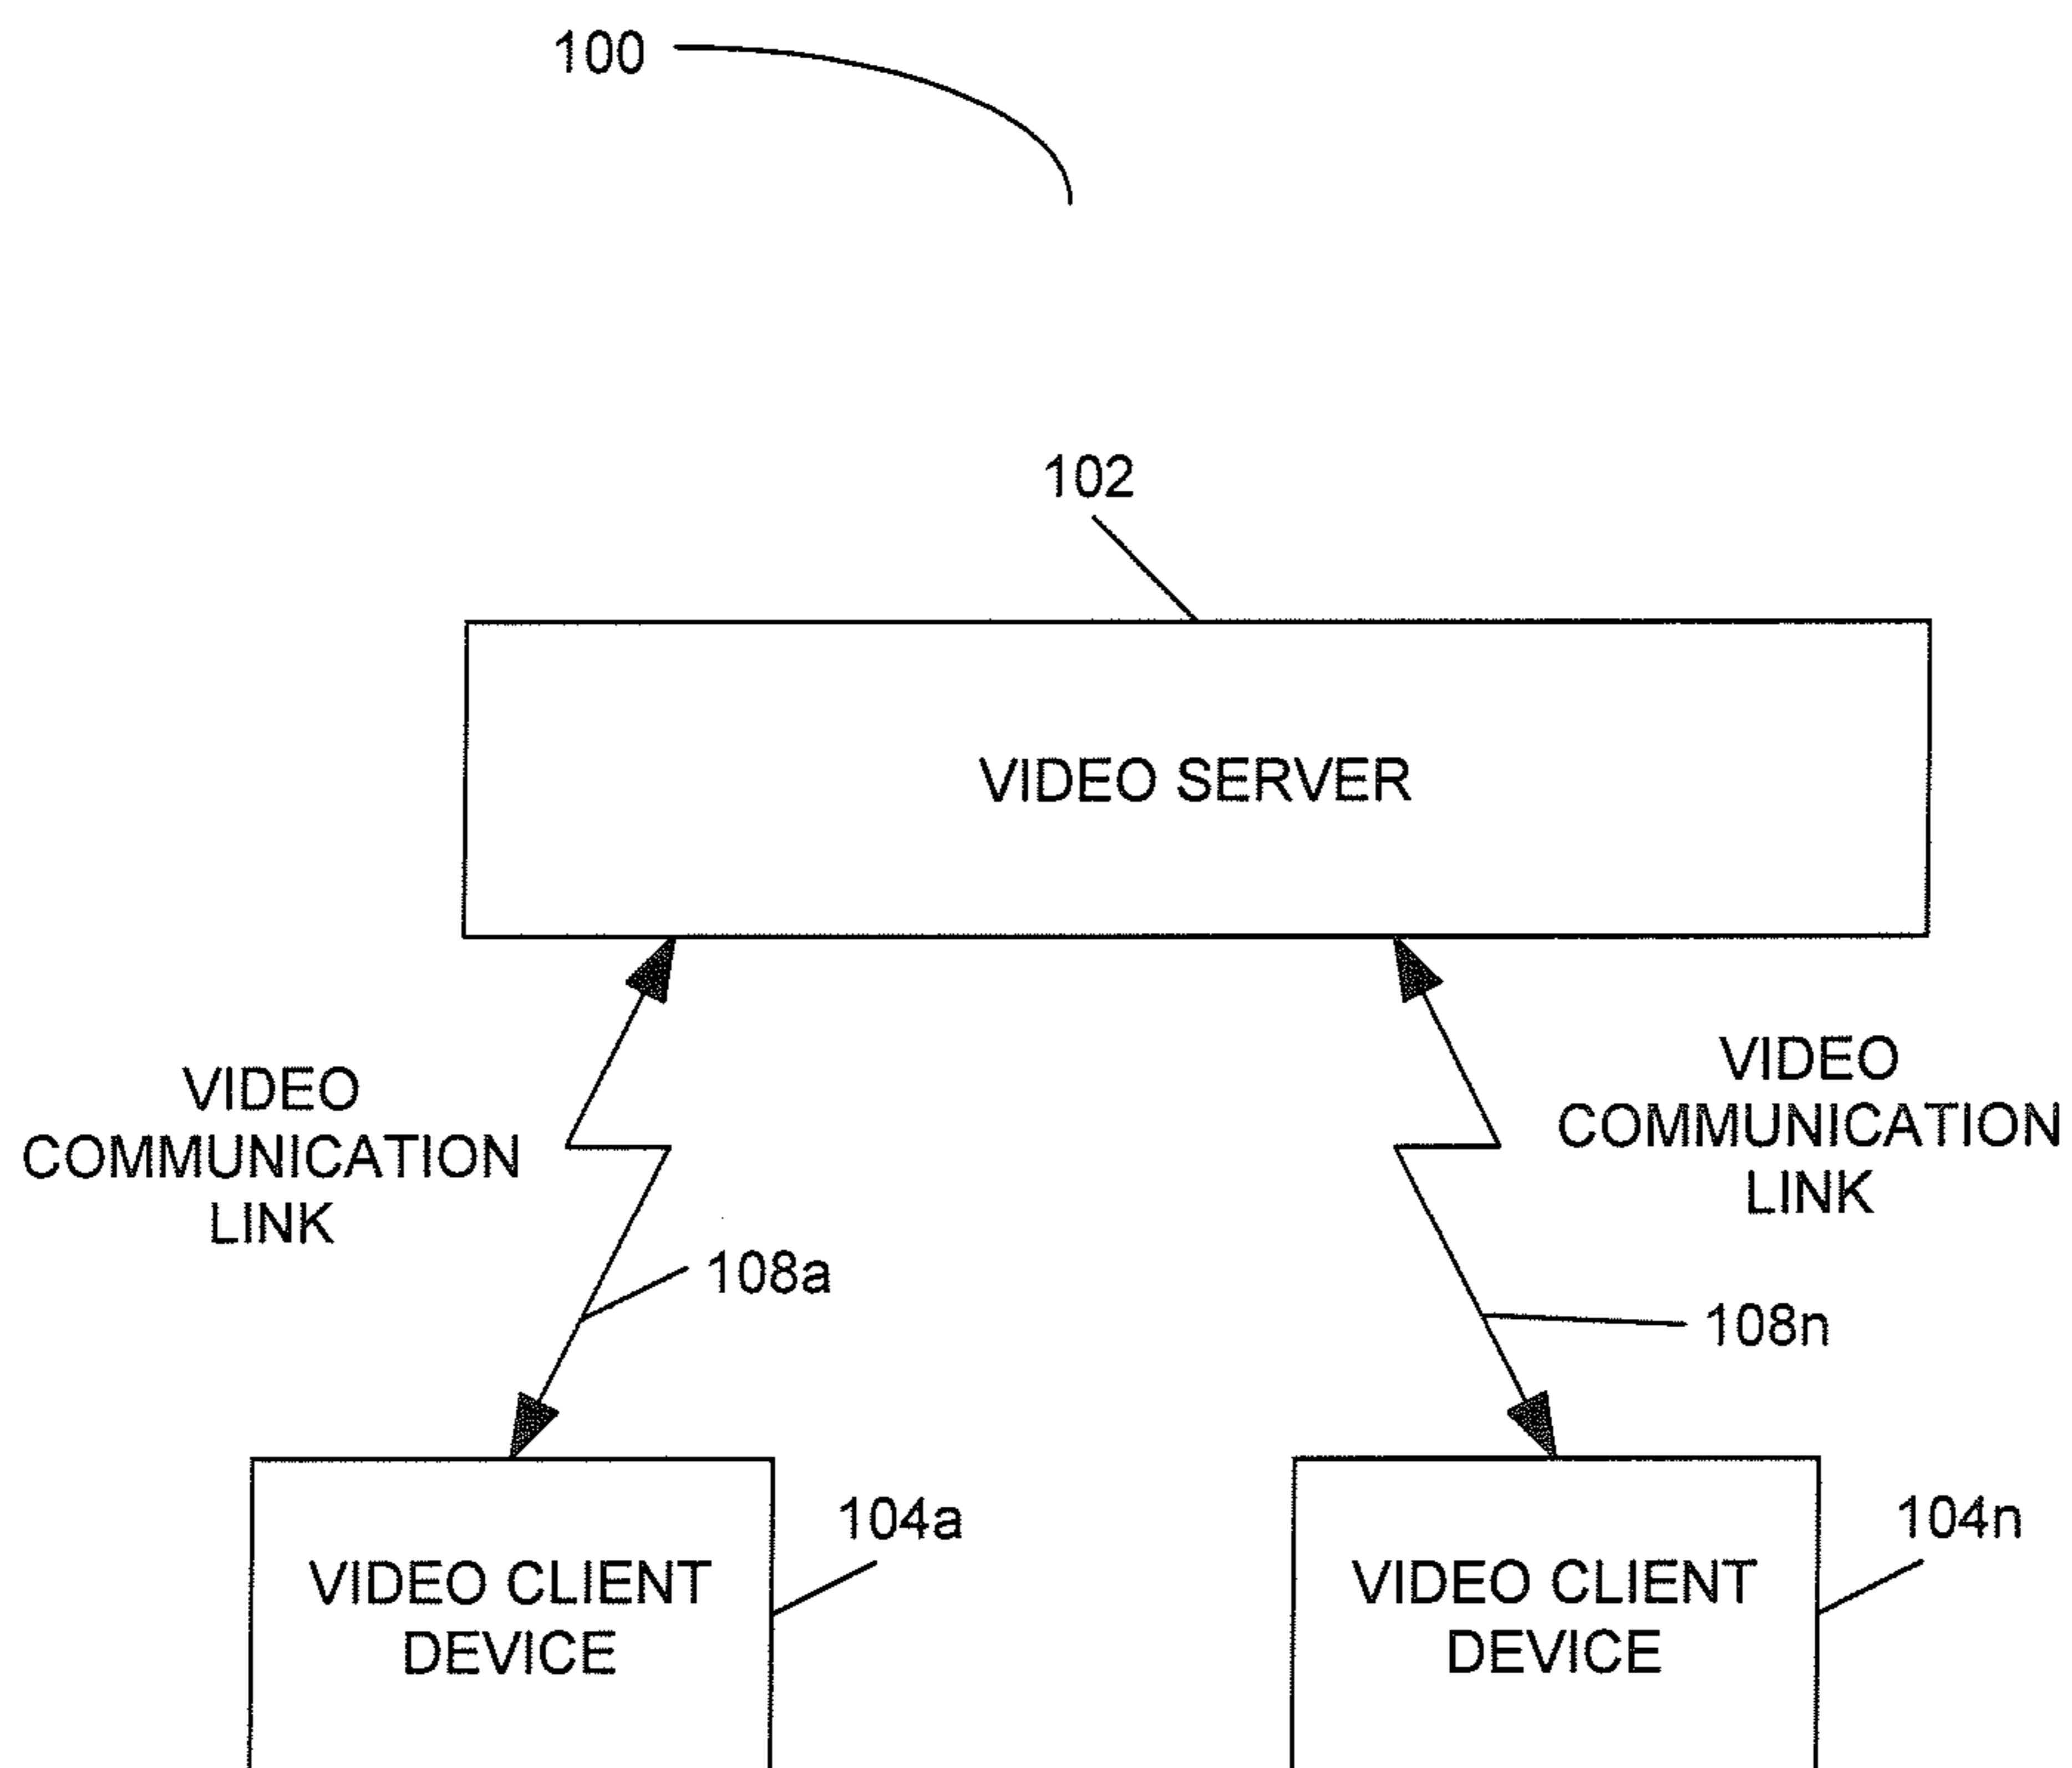 100
102
VIDEO SERVER
VIDEO
COMMUNICATION
LINK
VIDEO
COMMUNICATION
LINK
108a
108n
104a
104n
VIDEO CLIENT
DEVICE
VIDEO CLIENT
DEVICE